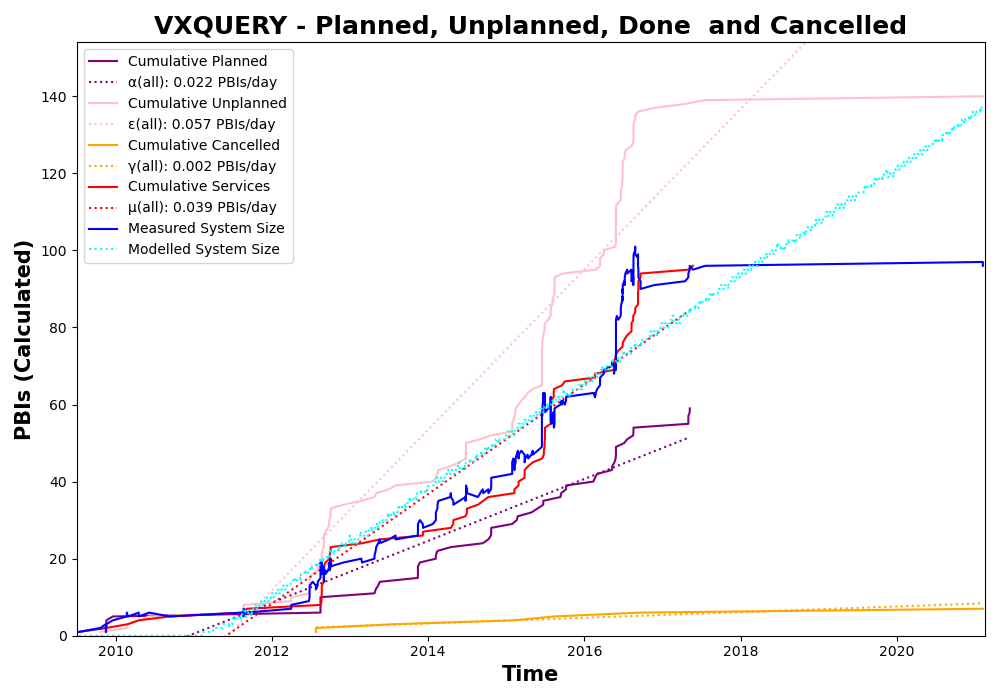 VXQUERY - Planned, Unplanned, Done  and Cancelled
Cumulative Planned
α(all): 0.022 PBIs/day
Cumulative Unplanned
ε(all): 0.057 PBIs/day
Cumulative Cancelled
γ(all): 0.002 PBIs/day
Cumulative Services
μ(all): 0.039 PBIs/day
Measured System Size
Modelled System Size
PBIs (Calculated)
140
120
100
80
60
40
20
0
2010
2012
2014
2016
2018
2020
Time